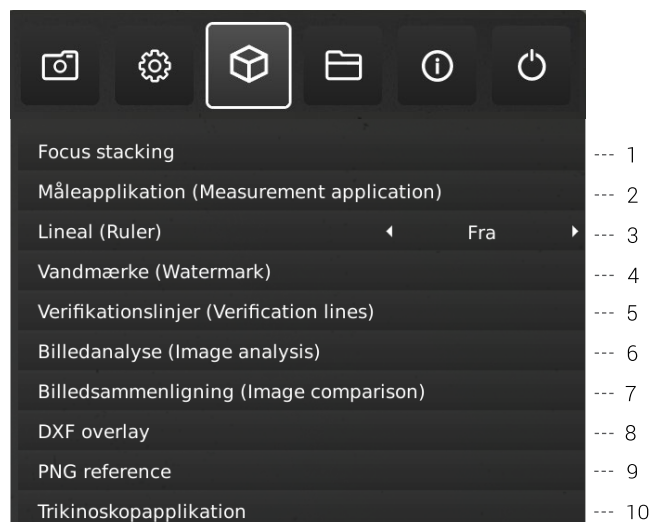 Focus stacking --- 1
Måleapplikation (Measurement application) --- 2
Lineal (Ruler) Fra --- 3
Vandmærke (Watermark) --- 4
Verifikationslinjer (Verification lines) --- 5
Billedanalyse (Image analysis) --- 6
Billedsammenligning (Image comparison) --- 7
DXF overlay --- 8
PNG reference --- 9
Trikinoskopapplikation --- 10